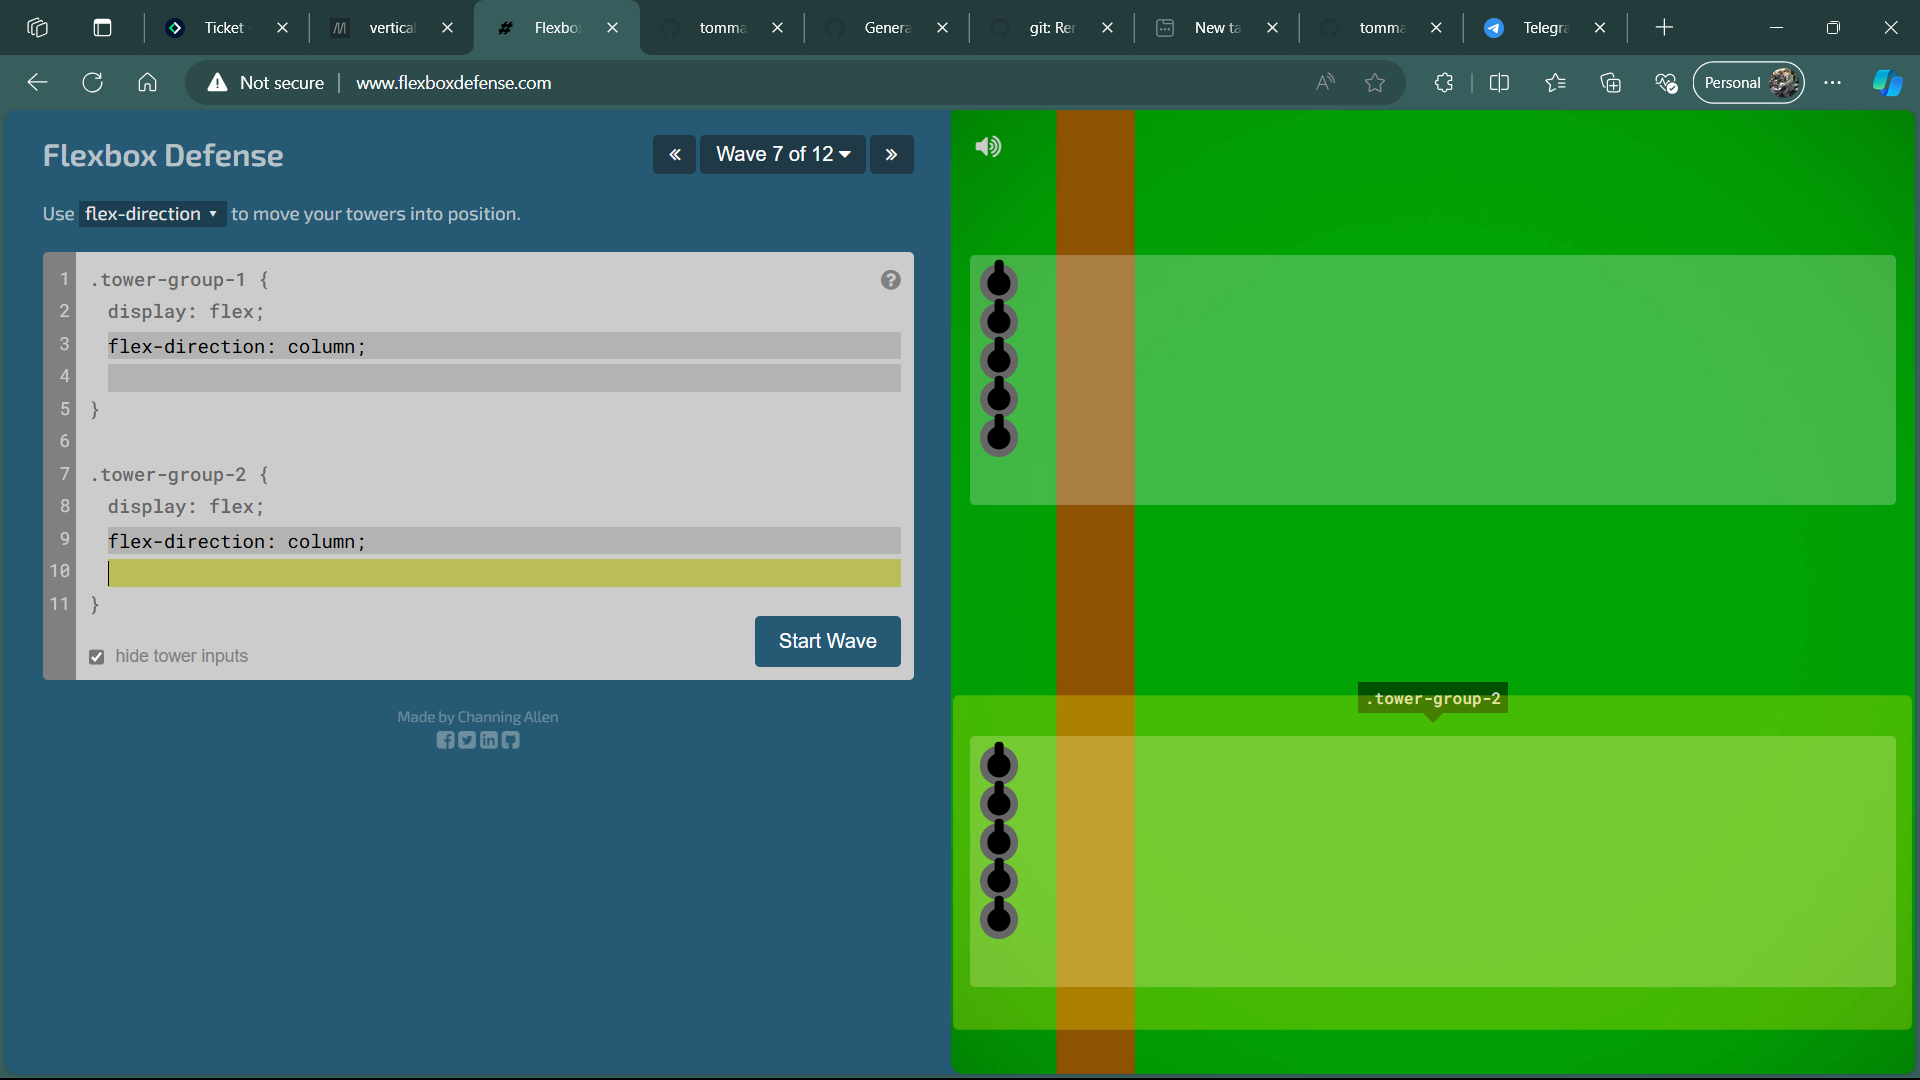 Ticket
vertical
Flexbo
tomma
Genera
git: Rer
New ta
tomma
Telegra
Not secure
www.flexboxdefense.com
Personal
Flexbox Defense
« Wave 7 of 12 »
Use flex-direction to move your towers into position.
1 .tower-group-1 {
2 display: flex;
3 flex-direction: column;
4
5 }
6
7 .tower-group-2 {
8 display: flex;
9 flex-direction: column;
10
11 }
hide tower inputs
Start Wave
Made by Channing Allen
.tower-group-2